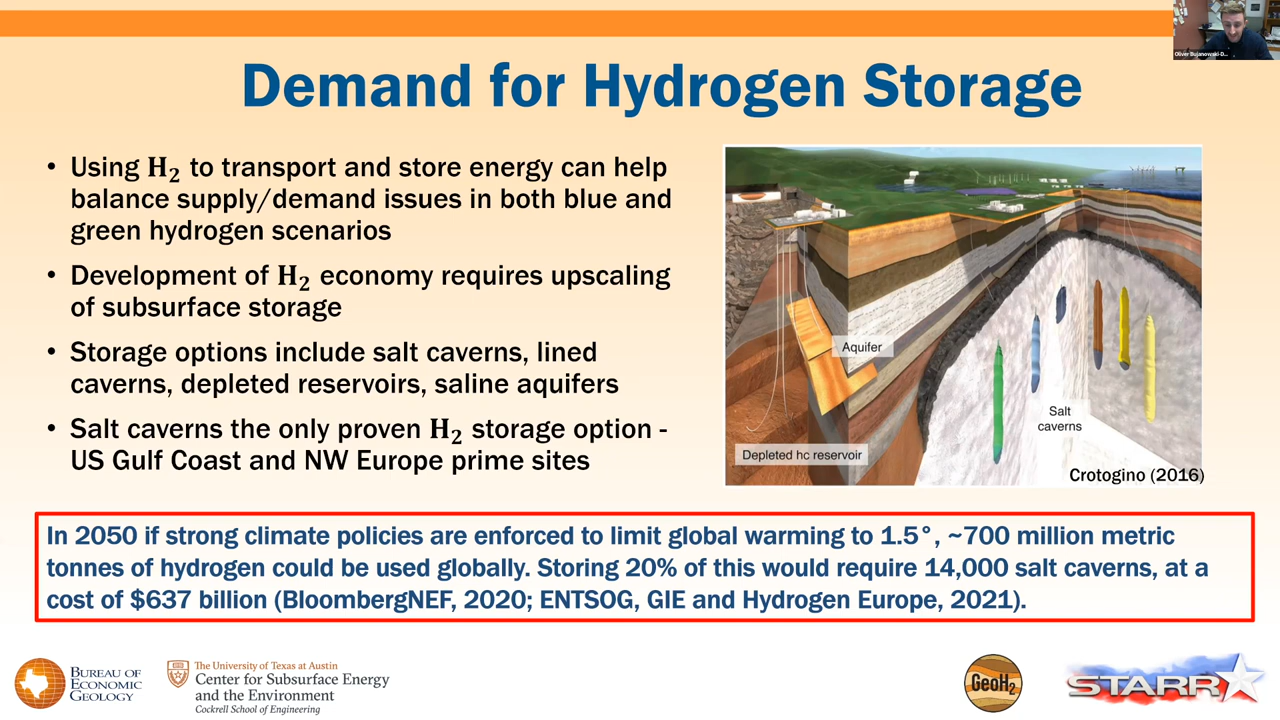 Oliver Bujanowski-D...
Demand for Hydrogen Storage
• Using H₂ to transport and store energy can help
balance supply/demand issues in both blue and
green hydrogen scenarios
• Development of H₂ economy requires upscaling
of subsurface storage
• Storage options include salt caverns, lined
caverns, depleted reservoirs, saline aquifers
• Salt caverns the only proven H₂ storage option -
US Gulf Coast and NW Europe prime sites
Aquifer
Salt
caverns
Depleted hc reservoir
Crotogino (2016)
In 2050 if strong climate policies are enforced to limit global warming to 1.5°, ~700 million metric
tonnes of hydrogen could be used globally. Storing 20% of this would require 14,000 salt caverns, at a
cost of $637 billion (BloombergNEF, 2020; ENTSOG, GIE and Hydrogen Europe, 2021).
BUREAU OF
ECONOMIC
GEOLOGY
The University of Texas at Austin
Center for Subsurface Energy
and the Environment
Cockrell School of Engineering
GeoH₂
STARR